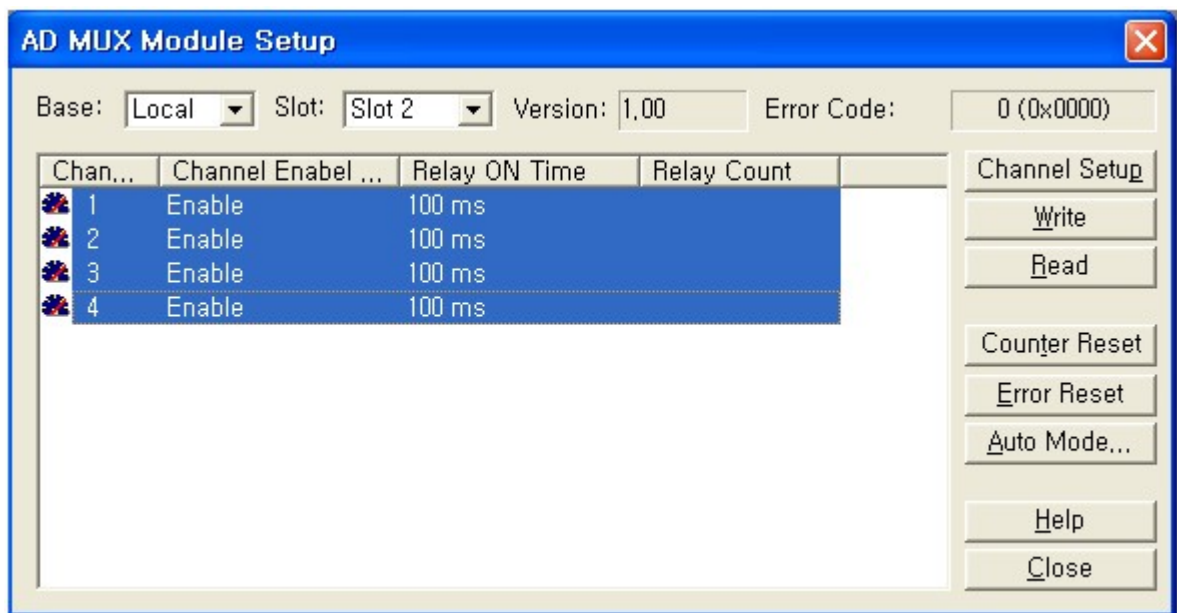 AD MUX Module Setup
Base: Local Slot: Slot 2 Version: 1,00 Error Code: 0 (0x0000)
Chan,,, Channel Enabel ,,, Relay ON Time Relay Count
1 Enable 100 ms
2 Enable 100 ms
3 Enable 100 ms
4 Enable 100 ms
Channel Setup
Write
Read
Counter Reset
Error Reset
Auto Mode,,,
Help
Close